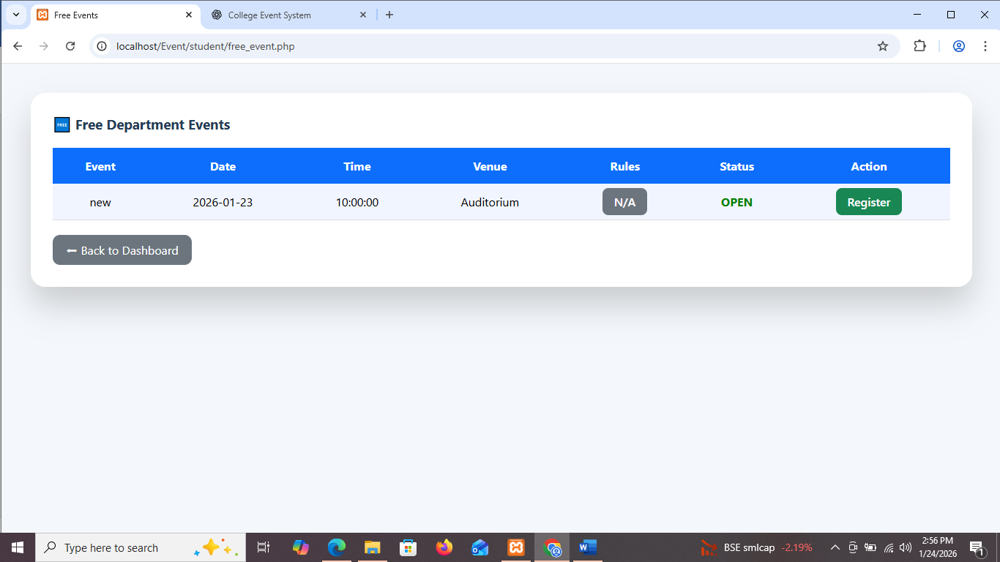 Free Events
College Event System
localhost/Event/student/free_event.php
FREE Free Department Events
Event Date Time Venue Rules Status Action
new 2026-01-23 10:00:00 Auditorium N/A OPEN Register
⬅ Back to Dashboard
Type here to search
BSE smlcap -2.19%
2:56 PM
1/24/2026
1